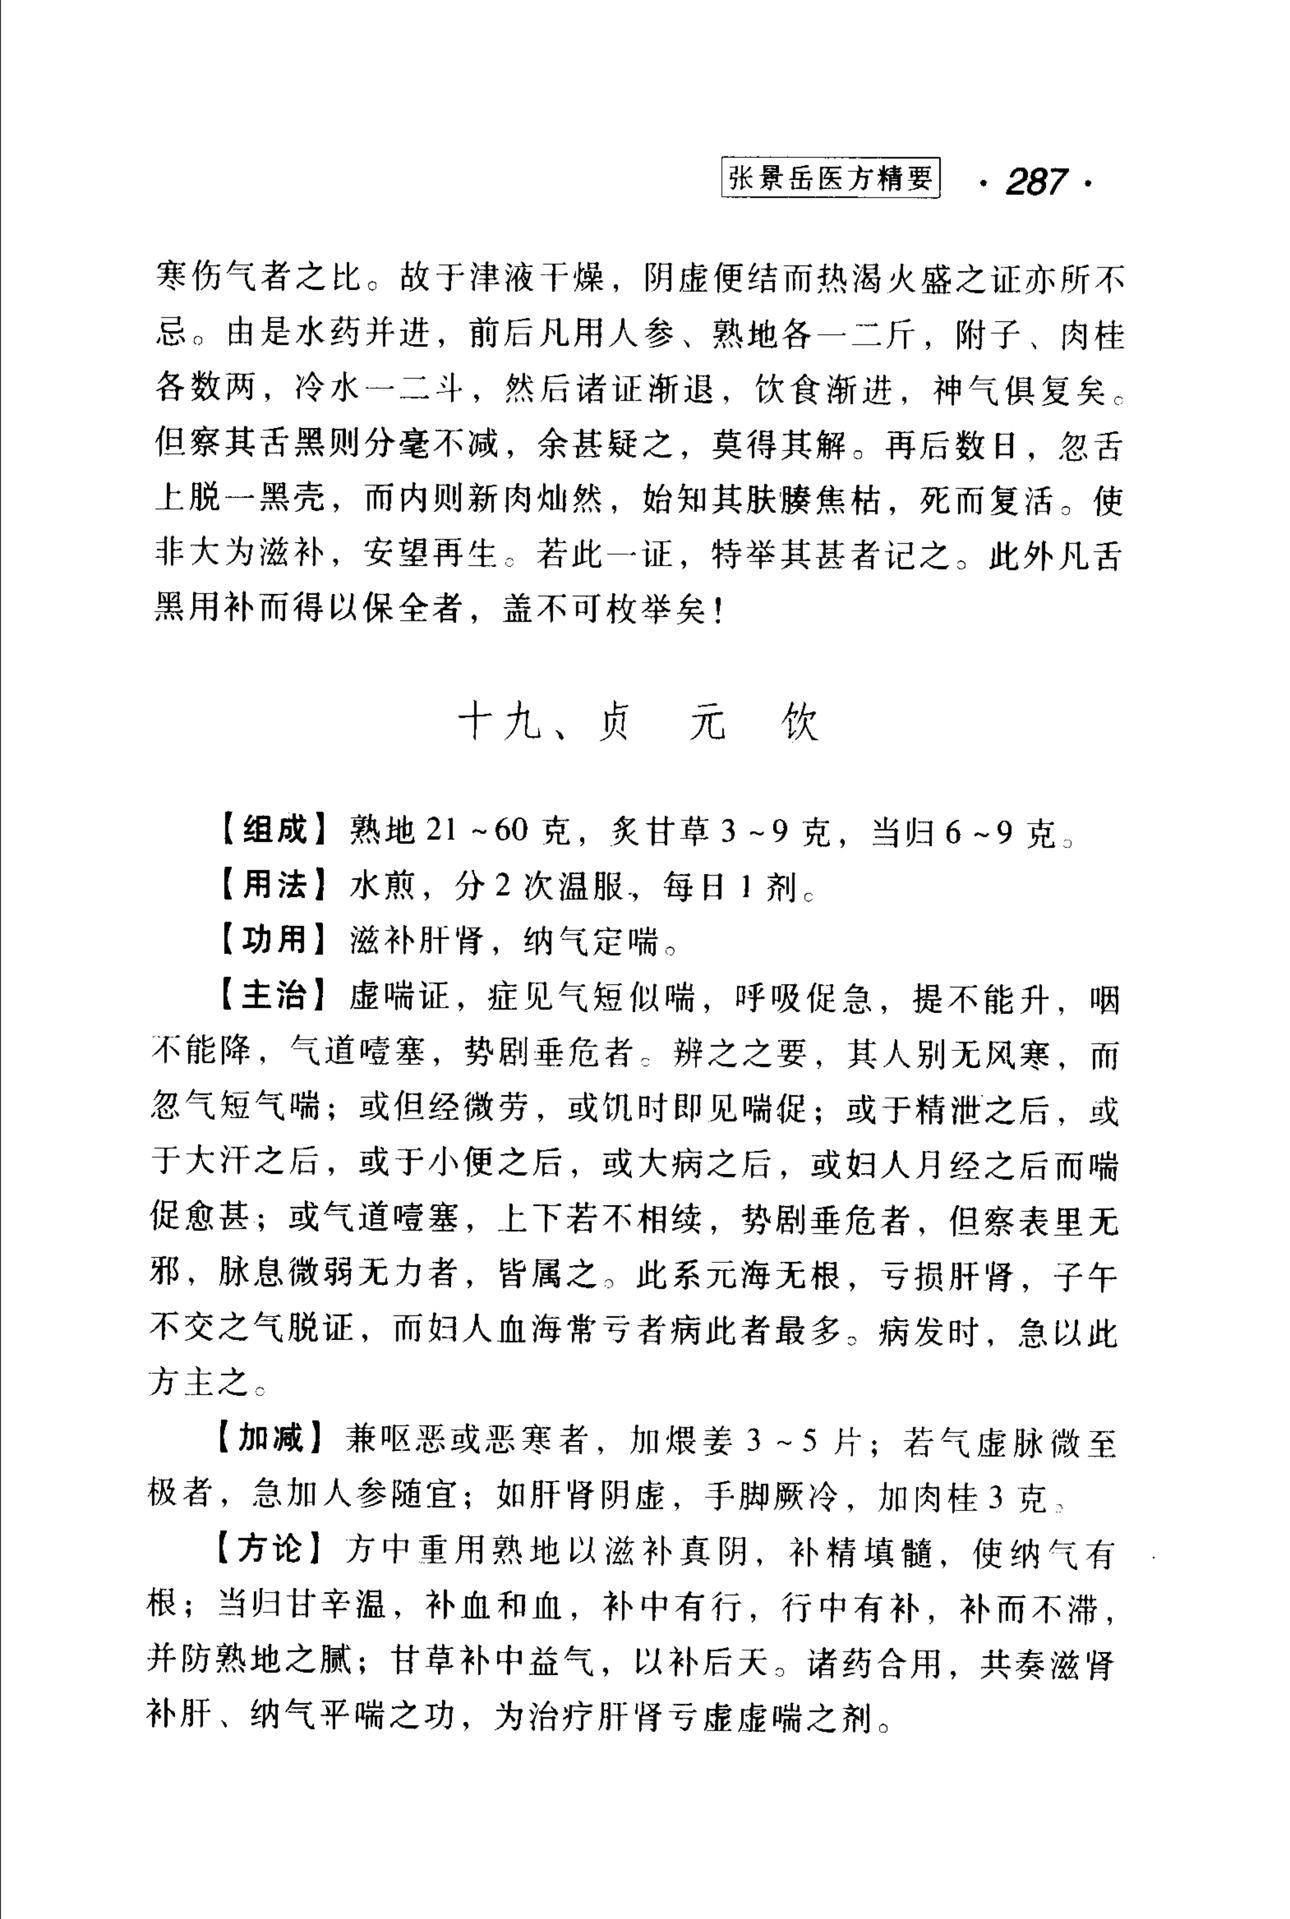 张景岳医方精要 · 287 ·
寒伤气者之比。故于津液干燥，阴虚便结而热渴火盛之证亦所不
忌。由是水药并进，前后凡用人参、熟地各一二斤，附子、肉桂
各数两，冷水一二斗，然后诸证渐退，饮食渐进，神气俱复矣。
但察其舌黑则分毫不减，余甚疑之，莫得其解。再后数日，忽舌
上脱一黑壳，而内则新肉灿然，始知其肤腠焦枯，死而复活。使
非大为滋补，安望再生。若此一证，特举其甚者记之。此外凡舌
黑用补而得以保全者，盖不可枚举矣！
十九、贞 元 饮
【组成】熟地21～60克，炙甘草3～9克，当归6～9克。
【用法】水煎，分2次温服，每日1剂。
【功用】滋补肝肾，纳气定喘。
【主治】虚喘证，症见气短似喘，呼吸促急，提不能升，咽
不能降，气道噎塞，势剧垂危者。辨之之要，其人别无风寒，而
忽气短气喘；或但经微劳，或饥时即见喘促；或于精泄之后，或
于大汗之后，或于小便之后，或大病之后，或妇人月经之后而喘
促愈甚；或气道噎塞，上下若不相续，势剧垂危者，但察表里无
邪，脉息微弱无力者，皆属之。此系元海无根，亏损肝肾，子午
不交之气脱证，而妇人血海常亏者病此者最多。病发时，急以此
方主之。
【加减】兼呕恶或恶寒者，加煨姜3～5片；若气虚脉微至
极者，急加人参随宜；如肝肾阴虚，手脚厥冷，加肉桂3克。
【方论】方中重用熟地以滋补真阴，补精填髓，使纳气有
根；当归甘辛温，补血和血，补中有行，行中有补，补而不滞，
并防熟地之腻；甘草补中益气，以补后天。诸药合用，共奏滋肾
补肝、纳气平喘之功，为治疗肝肾亏虚虚喘之剂。